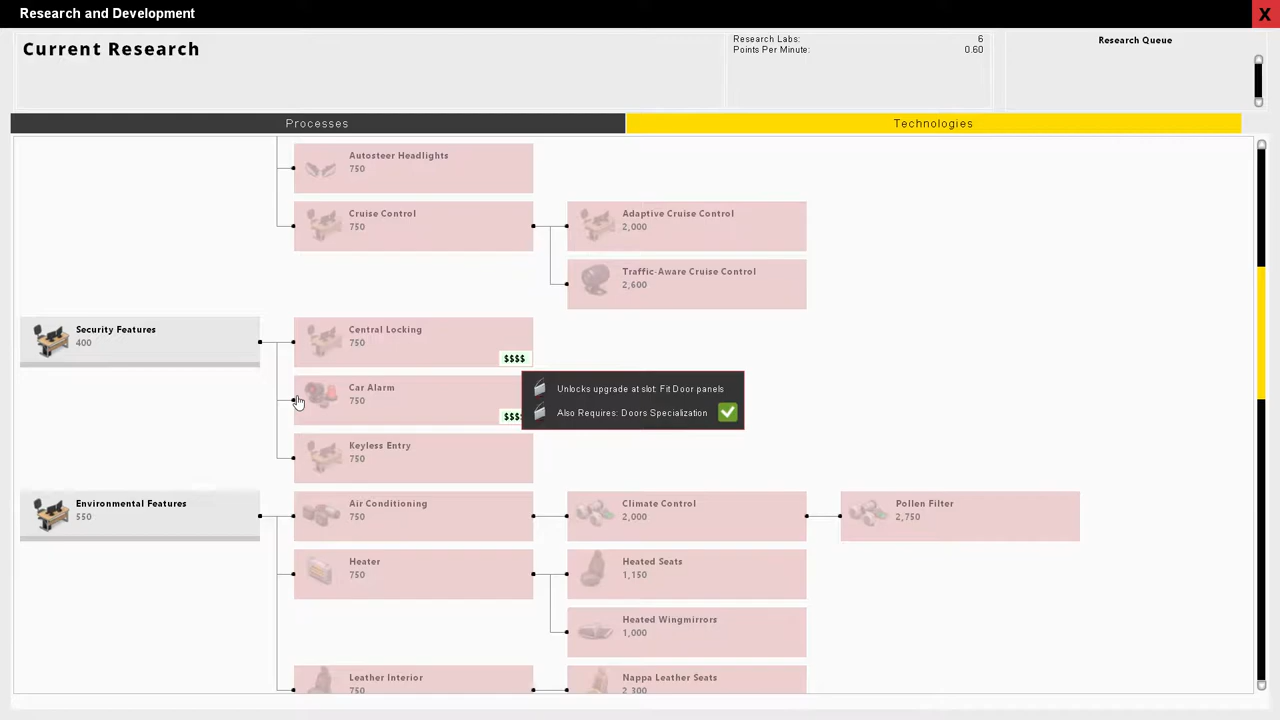 Research and Development
X
Current Research
Research Labs: 6
Points Per Minute: 0.60
Research Queue
Processes
Technologies
Autosteer Headlights
750
Cruise Control
750
Adaptive Cruise Control
2,000
Traffic-Aware Cruise Control
2,600
Security Features
400
Central Locking
750
$$$$
Car Alarm
750
$$$
Unlocks upgrade at slot: Fit Door panels
Also Requires: Doors Specialization
Keyless Entry
750
Environmental Features
550
Air Conditioning
750
Climate Control
2,000
Pollen Filter
2,750
Heater
750
Heated Seats
1,150
Heated Wingmirrors
1,000
Leather Interior
750
Nappa Leather Seats
2,300